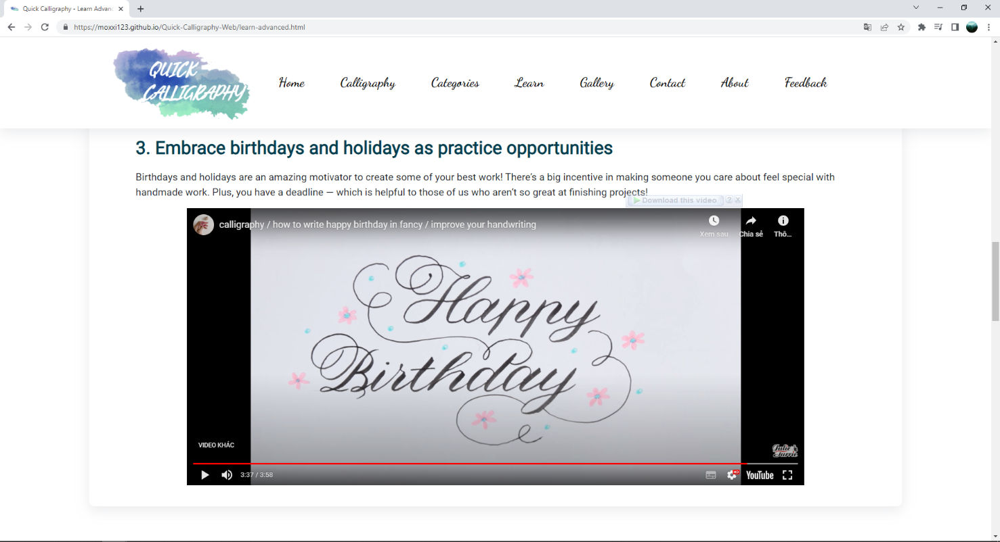 Quick Calligraphy - Learn Advanc
https://moxxi123.github.io/Quick-Calligraphy-Web/learn-advanced.html
QUICK
CALLIGRAPHY
Home Calligraphy Categories Learn Gallery Contact About Feedback
3. Embrace birthdays and holidays as practice opportunities
Birthdays and holidays are an amazing motivator to create some of your best work! There’s a big incentive in making someone you care about feel special with
handmade work. Plus, you have a deadline — which is helpful to those of us who aren’t so great at finishing projects!
Download this video ? X
calligraphy / how to write happy birthday in fancy / improve your handwriting
Xem sau Chia sẻ Thô...
Happy
Birthday
VIDEO KHÁC
3:37 / 3:58
HD
YouTube